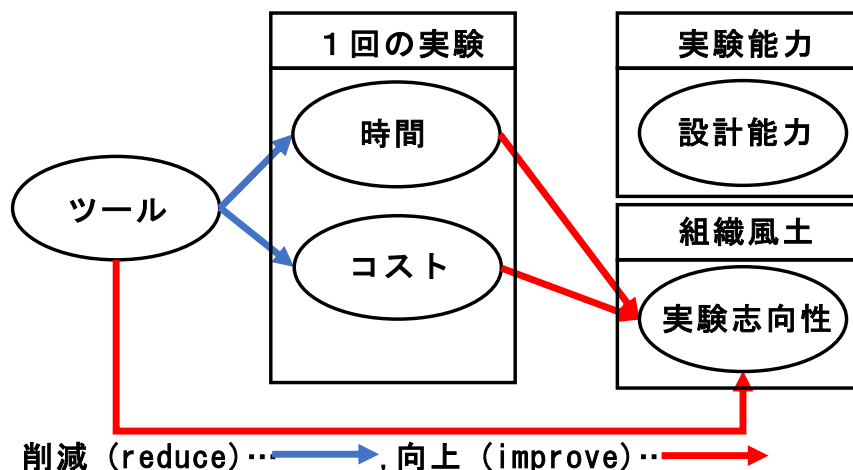 １回の実験
時間
コスト
ツール
実験能力
設計能力
組織風土
実験志向性
削減 (reduce)… ,向上 (improve)…